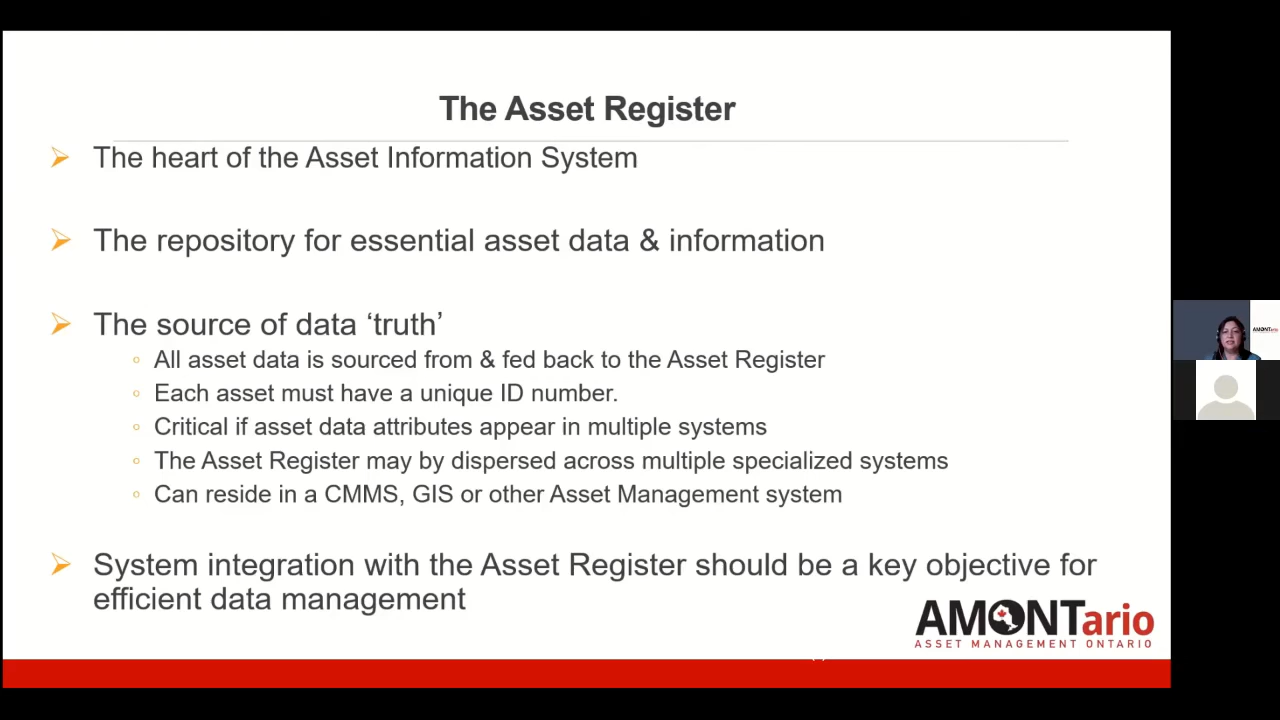 The Asset Register
The heart of the Asset Information System
The repository for essential asset data & information
The source of data ‘truth’
All asset data is sourced from & fed back to the Asset Register
Each asset must have a unique ID number.
Critical if asset data attributes appear in multiple systems
The Asset Register may by dispersed across multiple specialized systems
Can reside in a CMMS, GIS or other Asset Management system
System integration with the Asset Register should be a key objective for
efficient data management
AMONTario
ASSET MANAGEMENT ONTARIO
AMONTario